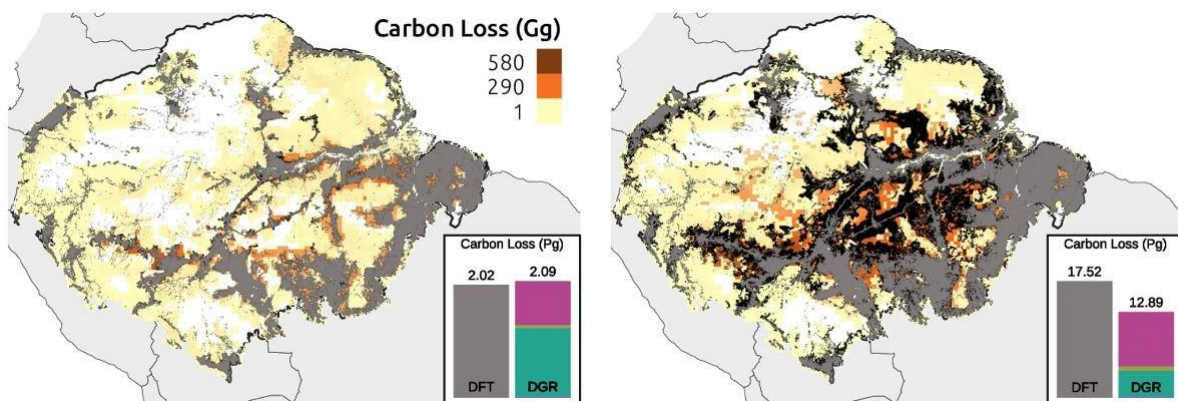 Carbon Loss (Gg)
580
290
1
Carbon Loss (Pg)
2.02
2.09
DFT
DGR
Carbon Loss (Pg)
17.52
12.89
DFT
DGR